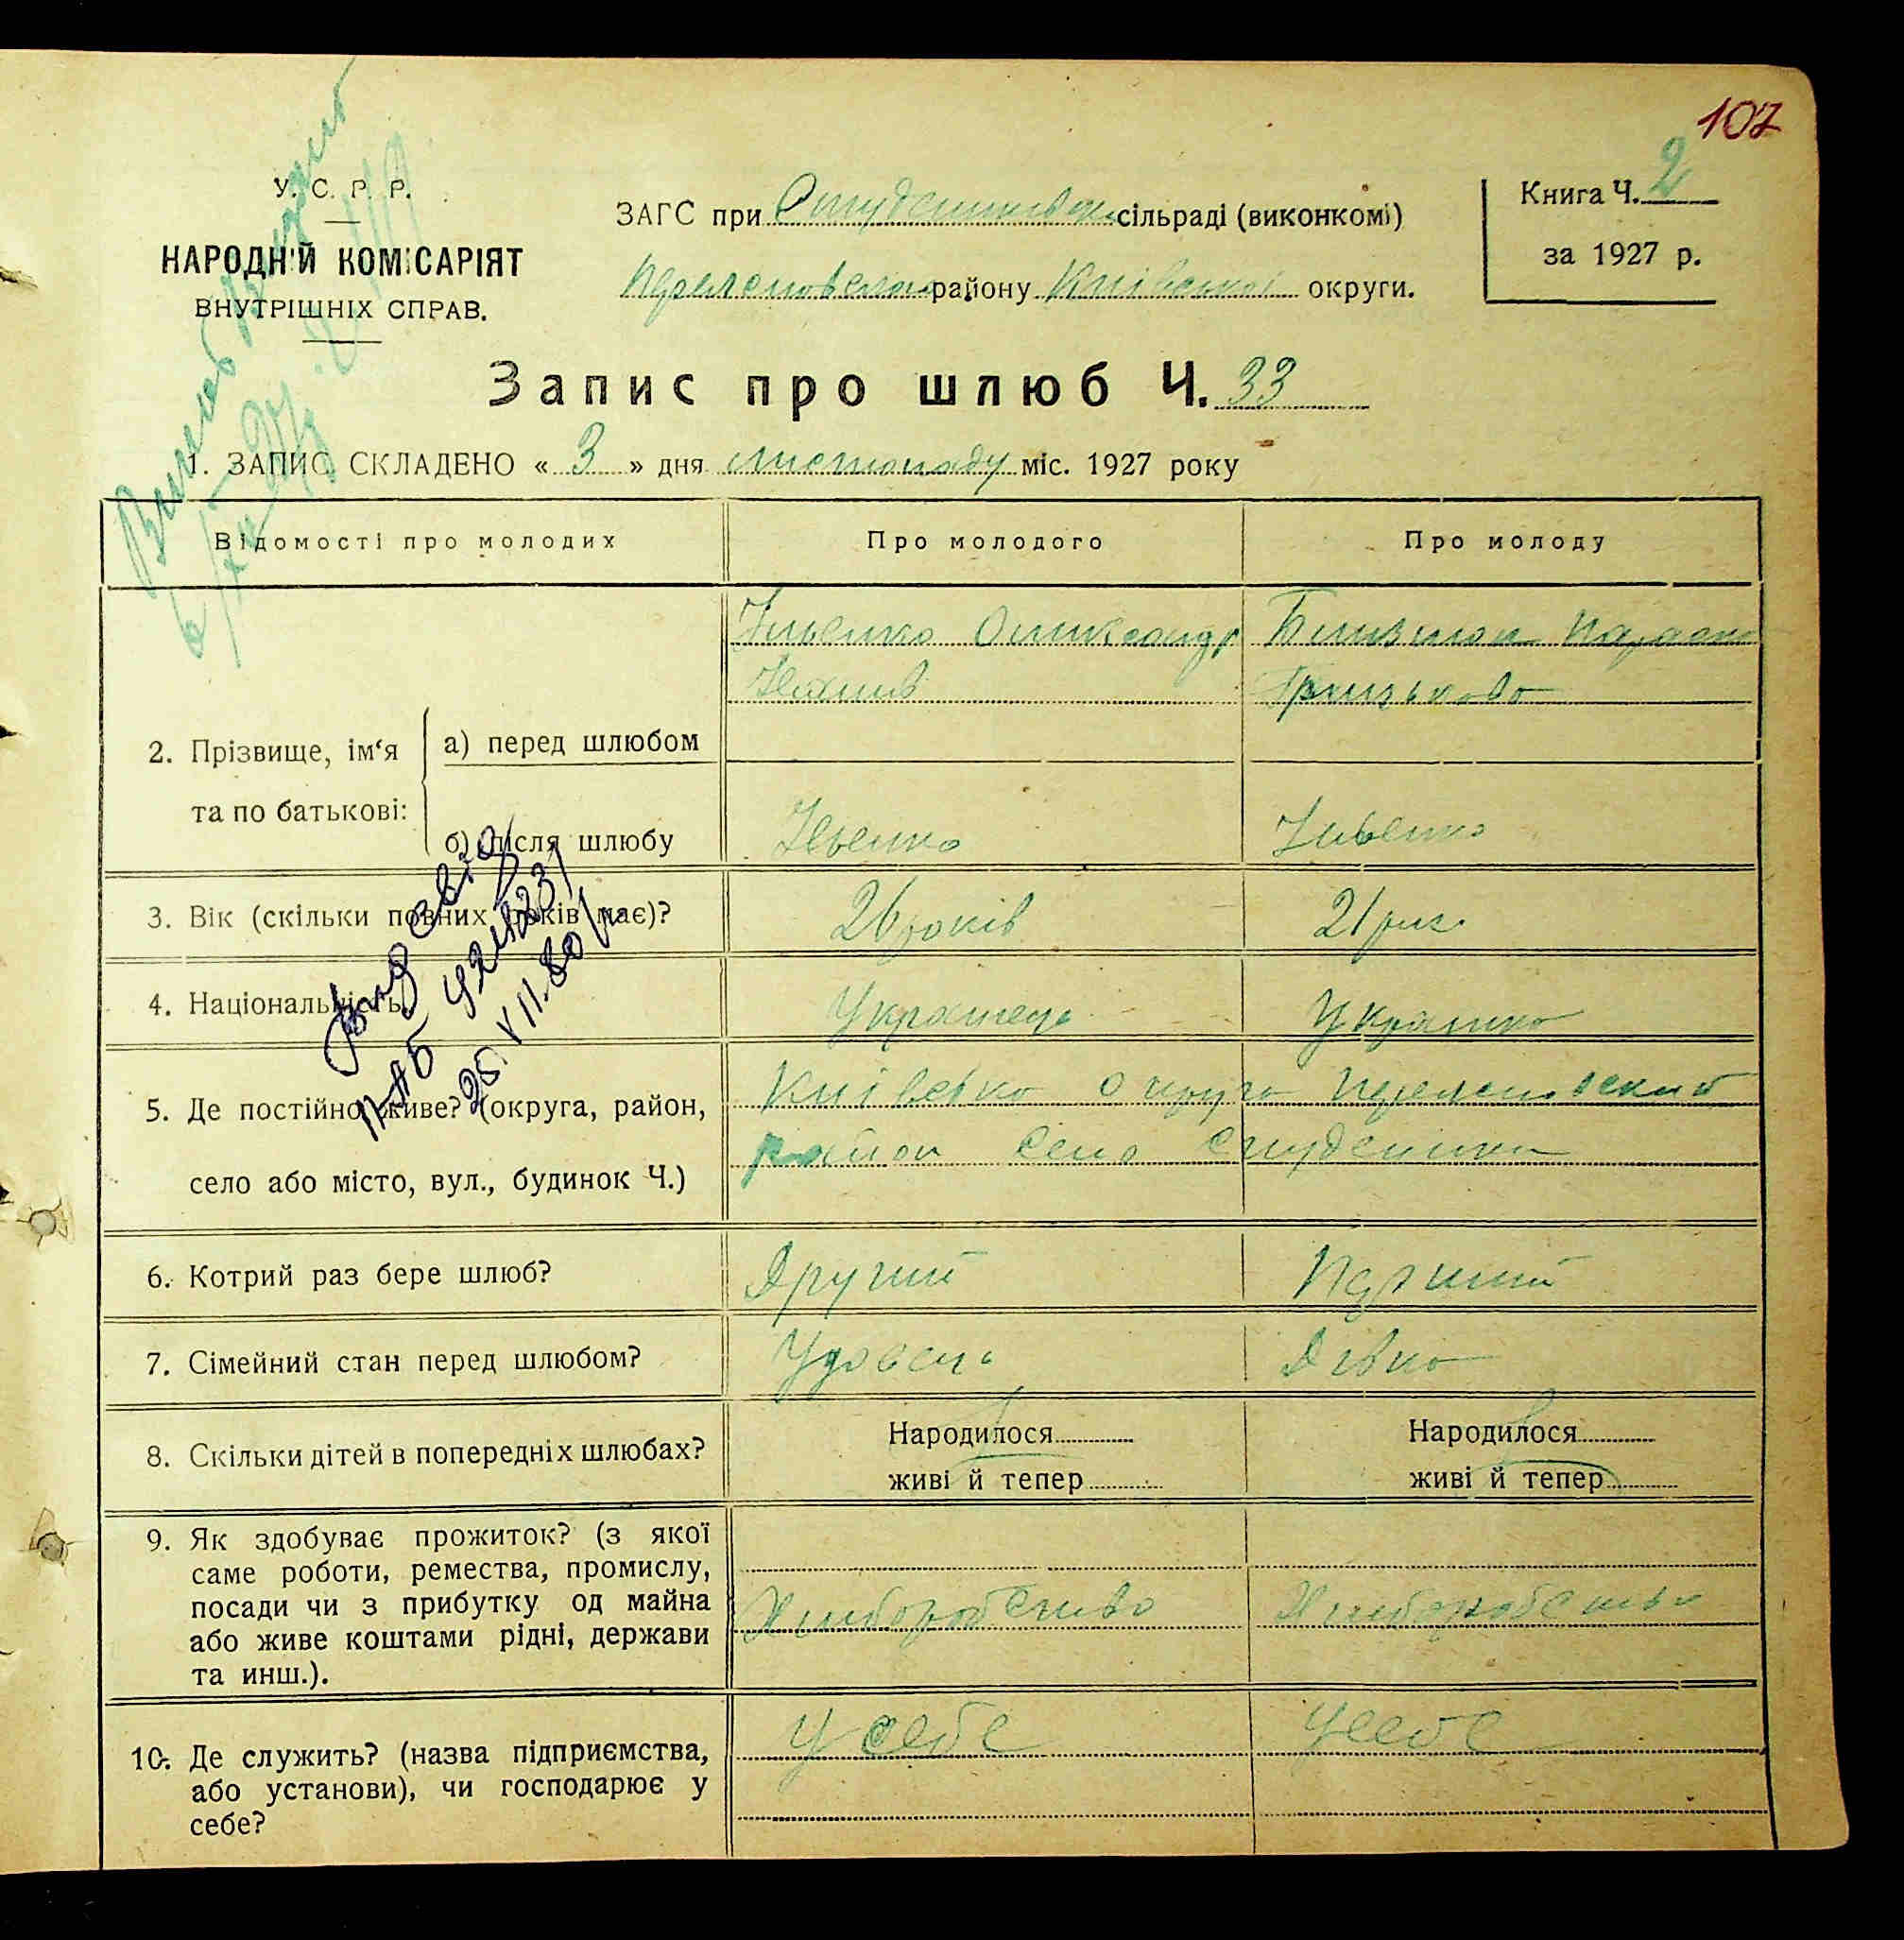 107
У. С. Р. Р.
НАРОДНІЙ КОМІСАРІЯТ
ВНУТРІШНІХ СПРАВ.
ЗАГС при сільраді (виконкомі)
району Київської округи.
Книга Ч. 2
за 1927 р.
Запис про шлюб Ч. 33
1. ЗАПИС СКЛАДЕНО « 3 » дня листопаду міс. 1927 року
Відомості про молодих Про молодого Про молоду
2. Прізвище, ім‘я та по батькові:
а) перед шлюбом
б) після шлюбу
3. Вік (скільки повних років має)? 26 років 21 рік
4. Національність Українець Українка
5. Де постійно живе? (округа, район,
село або місто, вул., будинок Ч.)
Київська округа
район село Студеники
6. Котрий раз бере шлюб? Другий Перший
7. Сімейний стан перед шлюбом? Удовець Дівка
8. Скільки дітей в попередніх шлюбах? Народилося Народилося
живі й тепер живі й тепер
9. Як здобуває прожиток? (з якої
саме роботи, ремества, промислу,
посади чи з прибутку од майна
або живе коштами рідні, держави
та инш.).
Хліборобство Хліборобство
10. Де служить? (назва підприємства,
або установи), чи господарює у
себе?
У себе У себе